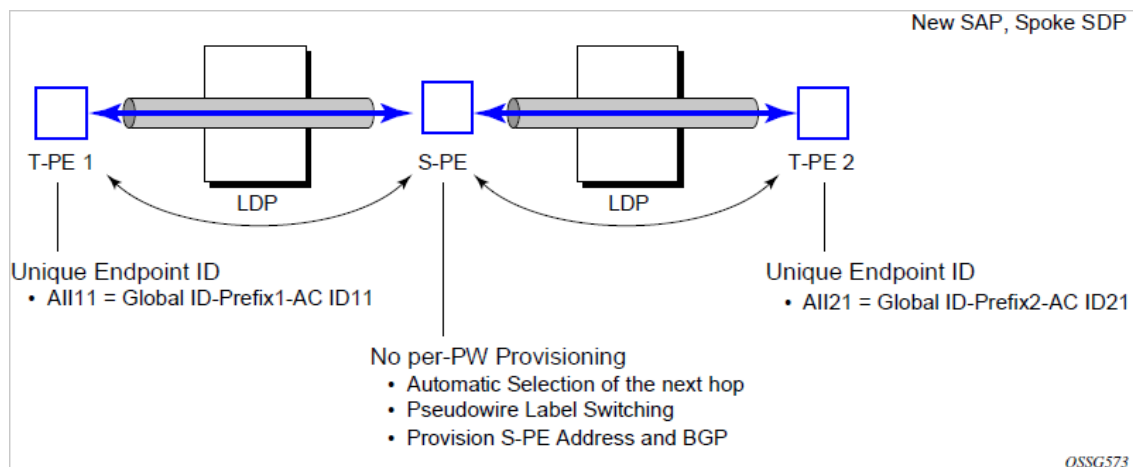 New SAP, Spoke SDP
T-PE 1
S-PE
T-PE 2
LDP
LDP
Unique Endpoint ID
• AII11 = Global ID-Prefix1-AC ID11
Unique Endpoint ID
• AII21 = Global ID-Prefix2-AC ID21
No per-PW Provisioning
• Automatic Selection of the next hop
• Pseudowire Label Switching
• Provision S-PE Address and BGP
OSSG573